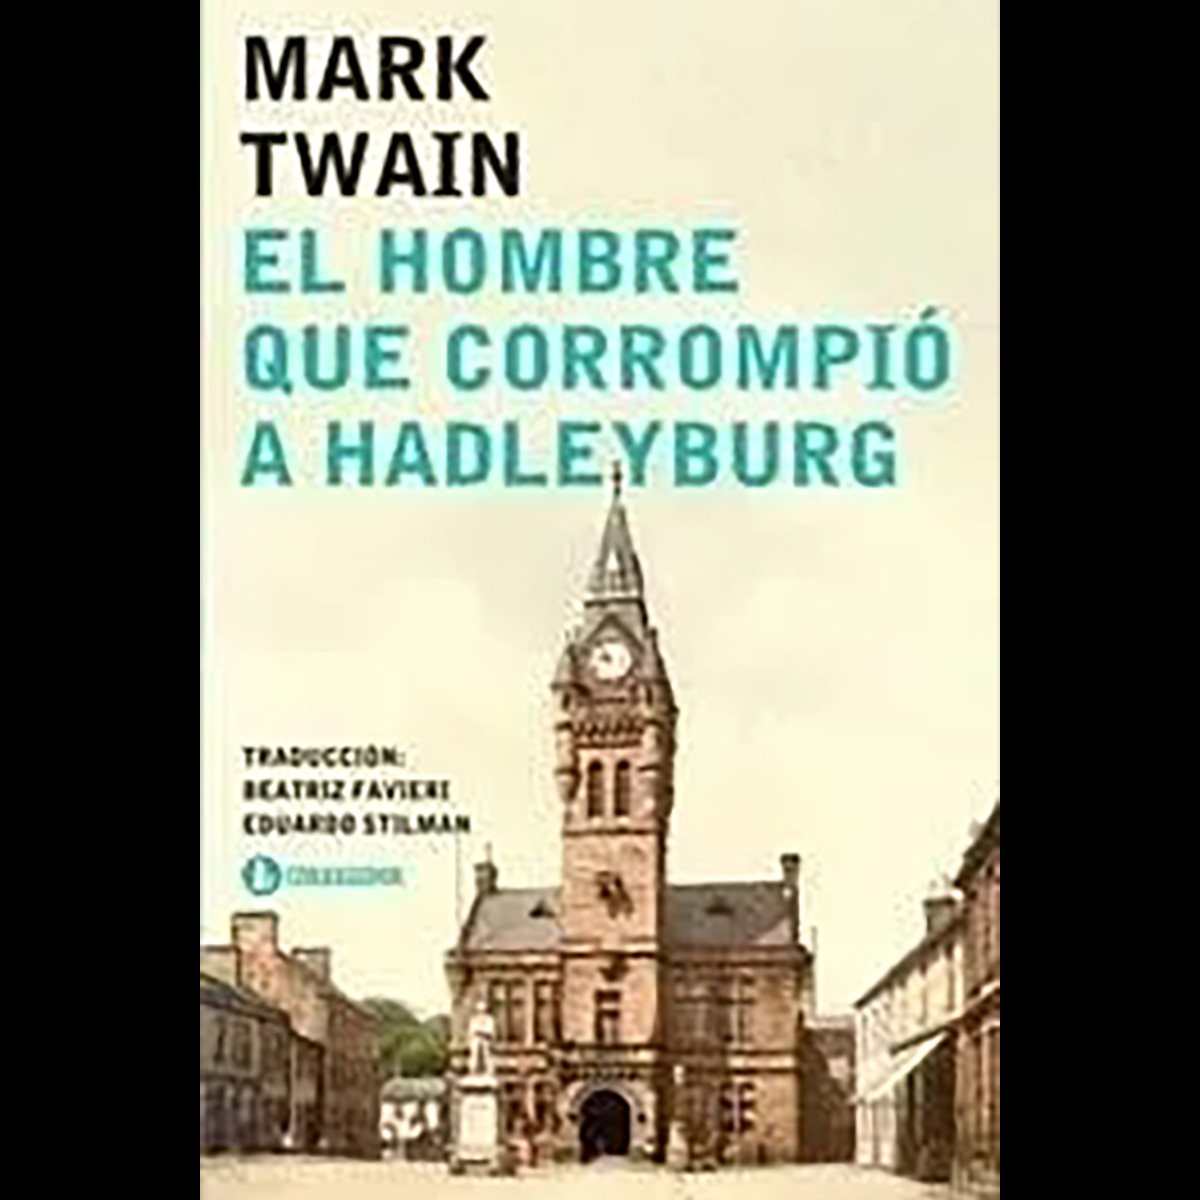 MARK
TWAIN
EL HOMBRE
QUE CORROMPIÓ
A HADLEYBURG
TRADUCCIÓN:
BEATRIZ FAVIERI
EDUARDO STILMAN